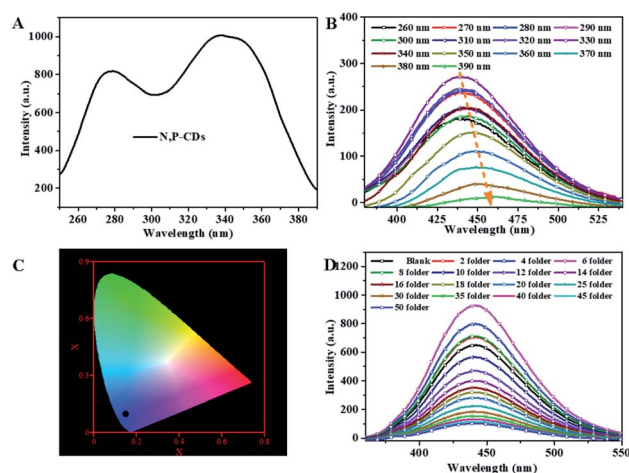 A
Intensity (a.u.)
1000
800
600
400
200
N,P-CDs
260 280 300 320 340 360 380
Wavelength (nm)
B
260 nm 270 nm 280 nm 290 nm
300 nm 310 nm 320 nm 330 nm
340 nm 350 nm 360 nm 370 nm
380 nm 390 nm
Intensity (a.u.)
400
300
200
100
0
400 425 450 475 500 525
Wavelength (nm)
C
0.9
0.6
0.3
0
X
0 0.2 0.4 0.6 0.8
X
D
Blank 2 folder 4 folder 6 folder
8 folder 10 folder 12 folder 14 folder
16 folder 18 folder 20 folder 25 folder
30 folder 35 folder 40 folder 45 folder
50 folder
Intensity (a.u.)
1200
1000
800
600
400
200
0
400 450 500 550
Wavelength (nm)